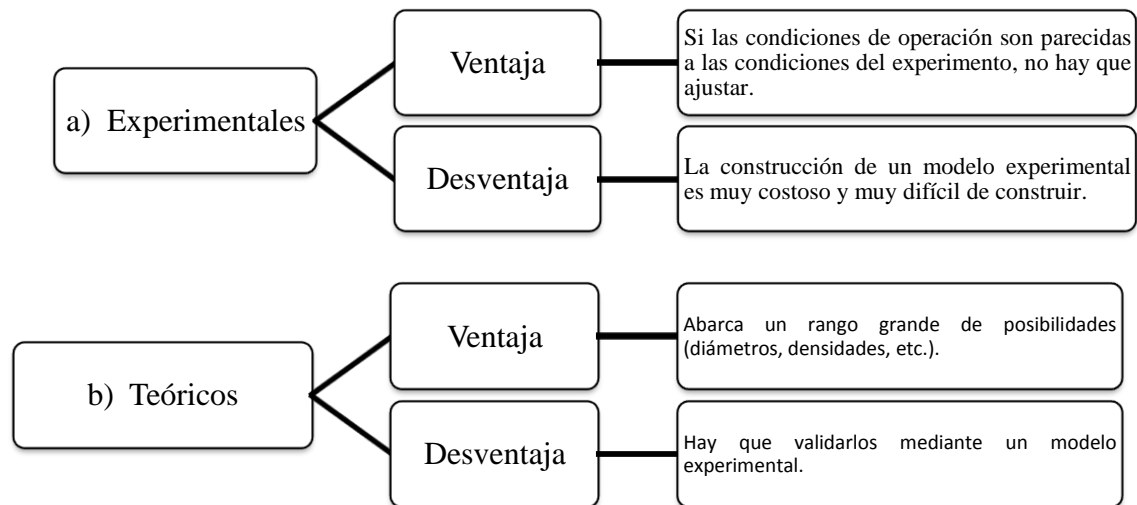 a) Experimentales
Ventaja
Si las condiciones de operación son parecidas
a las condiciones del experimento, no hay que
ajustar.
Desventaja
La construcción de un modelo experimental
es muy costoso y muy difícil de construir.
b) Teóricos
Ventaja
Abarca un rango grande de posibilidades
(diámetros, densidades, etc.).
Desventaja
Hay que validarlos mediante un modelo
experimental.